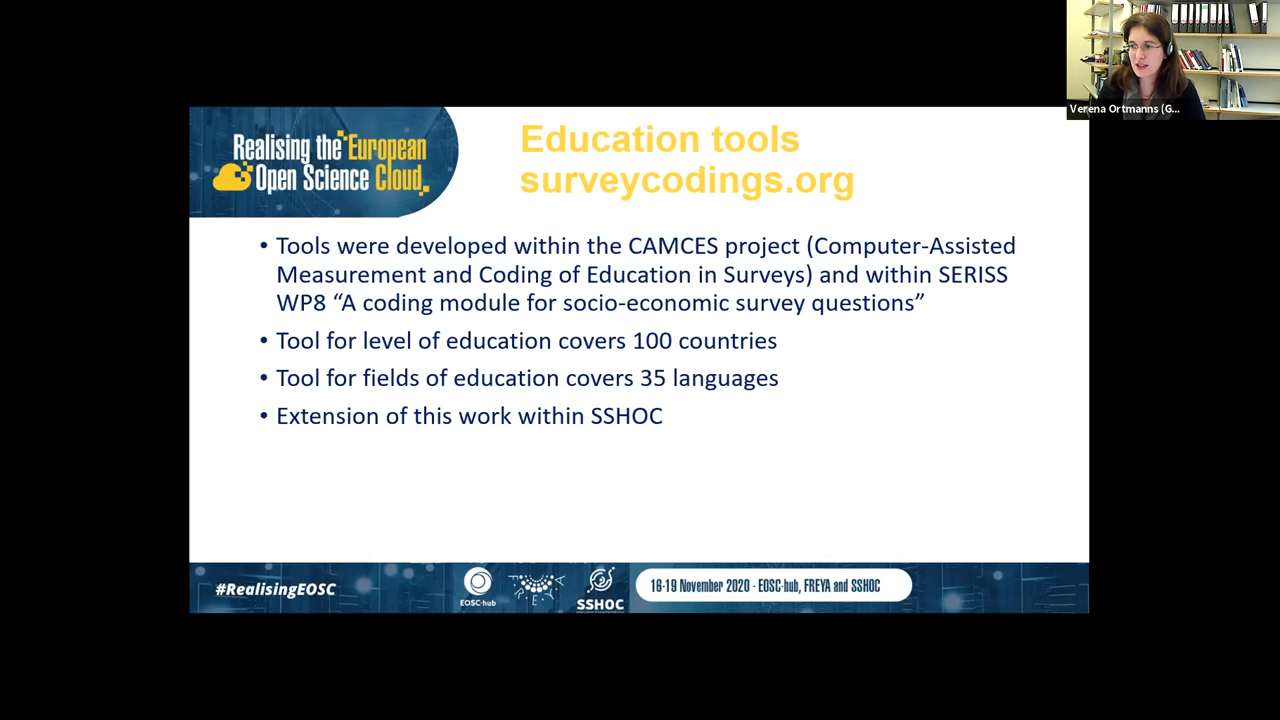 Verena Ortmanns (G...
Realising the European
Open Science Cloud
Education tools
surveycodings.org
• Tools were developed within the CAMCES project (Computer-Assisted
Measurement and Coding of Education in Surveys) and within SERISS
WP8 “A coding module for socio-economic survey questions”
• Tool for level of education covers 100 countries
• Tool for fields of education covers 35 languages
• Extension of this work within SSHOC
#RealisingEOSC
EOSC-hub
FREYA
SSHOC
16-19 November 2020 - EOSC-hub, FREYA and SSHOC